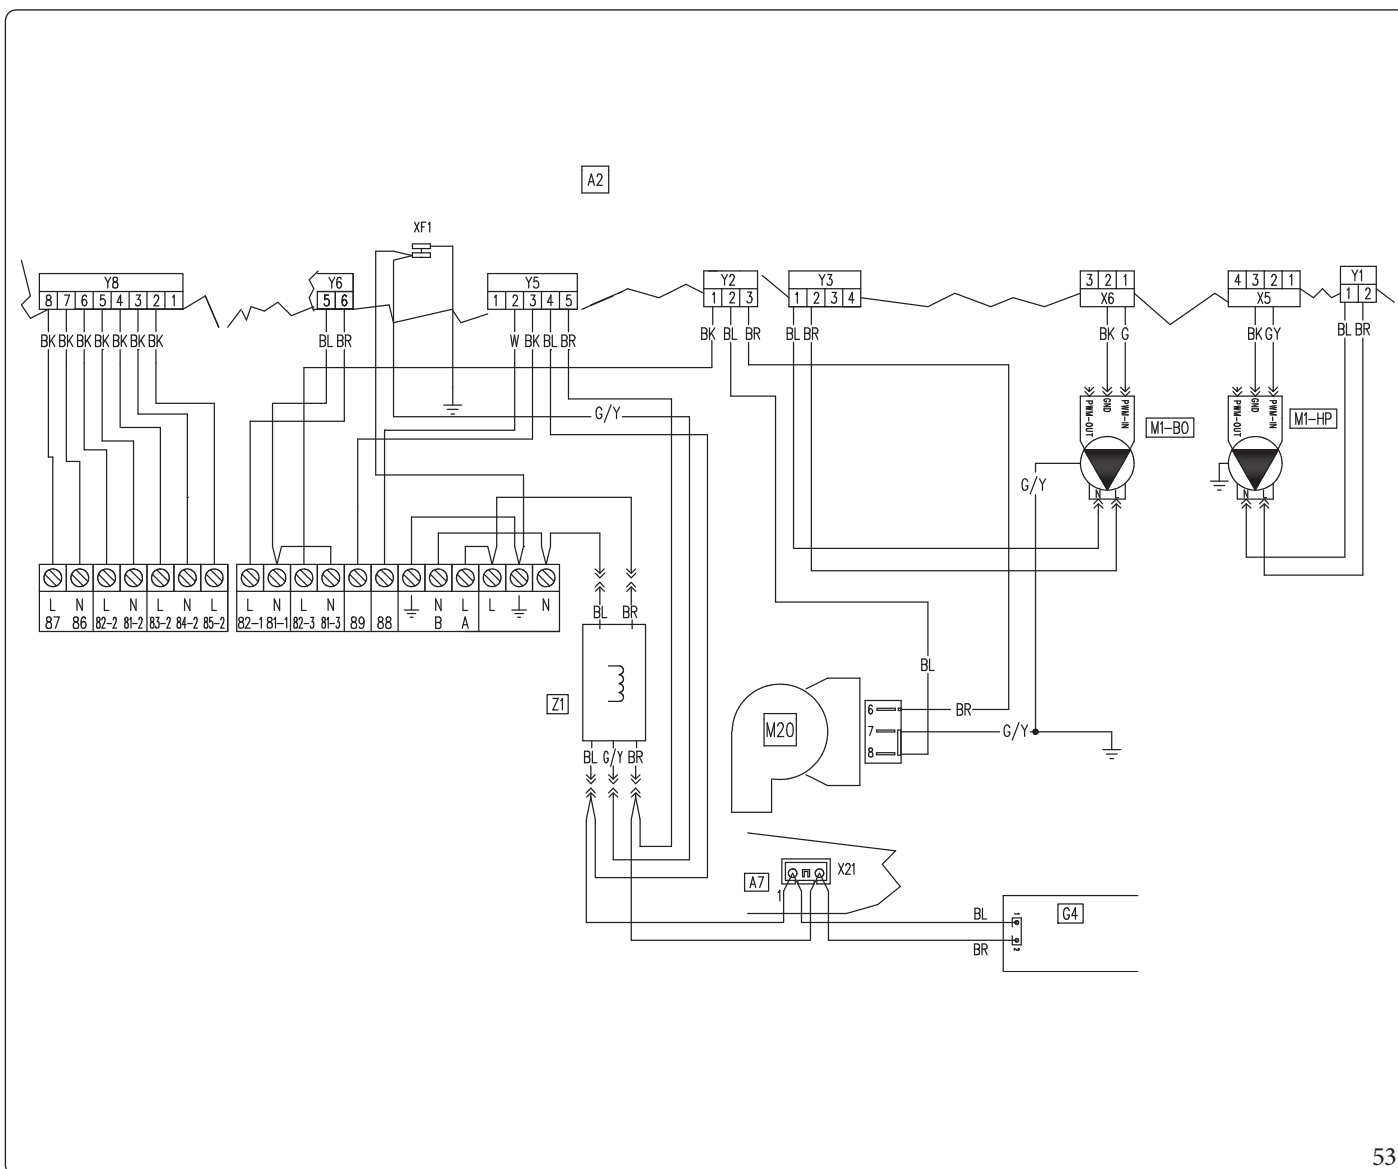 A2
XF1
Y8
8 7 6 5 4 3 2 1
Y6
5 6
Y5
1 2 3 4 5
Y2
1 2 3
Y3
1 2 3 4
3 2 1
X6
4 3 2 1
X5
Y1
1 2
BK BK BK BK BK BK BK
BL BR
W BK BL BR
BK BL BR
BL BR
BK G
BK GY
BL BR
G/Y
PWM-OUT
GND
PWM-IN
M1-BO
PWM-OUT
GND
PWM-IN
M1-HP
N L
N L
G/Y
L N L N L N L
87 86 82-2 81-2 83-2 84-2 85-2
L N L N
82-1 81-1 82-3 81-3 89 88
N L L N
B A
BL BR
Z1
BL G/Y BR
BL
M20
6
7
8
BR
G/Y
A7
X21
1
BL
BR
1
2
G4
53